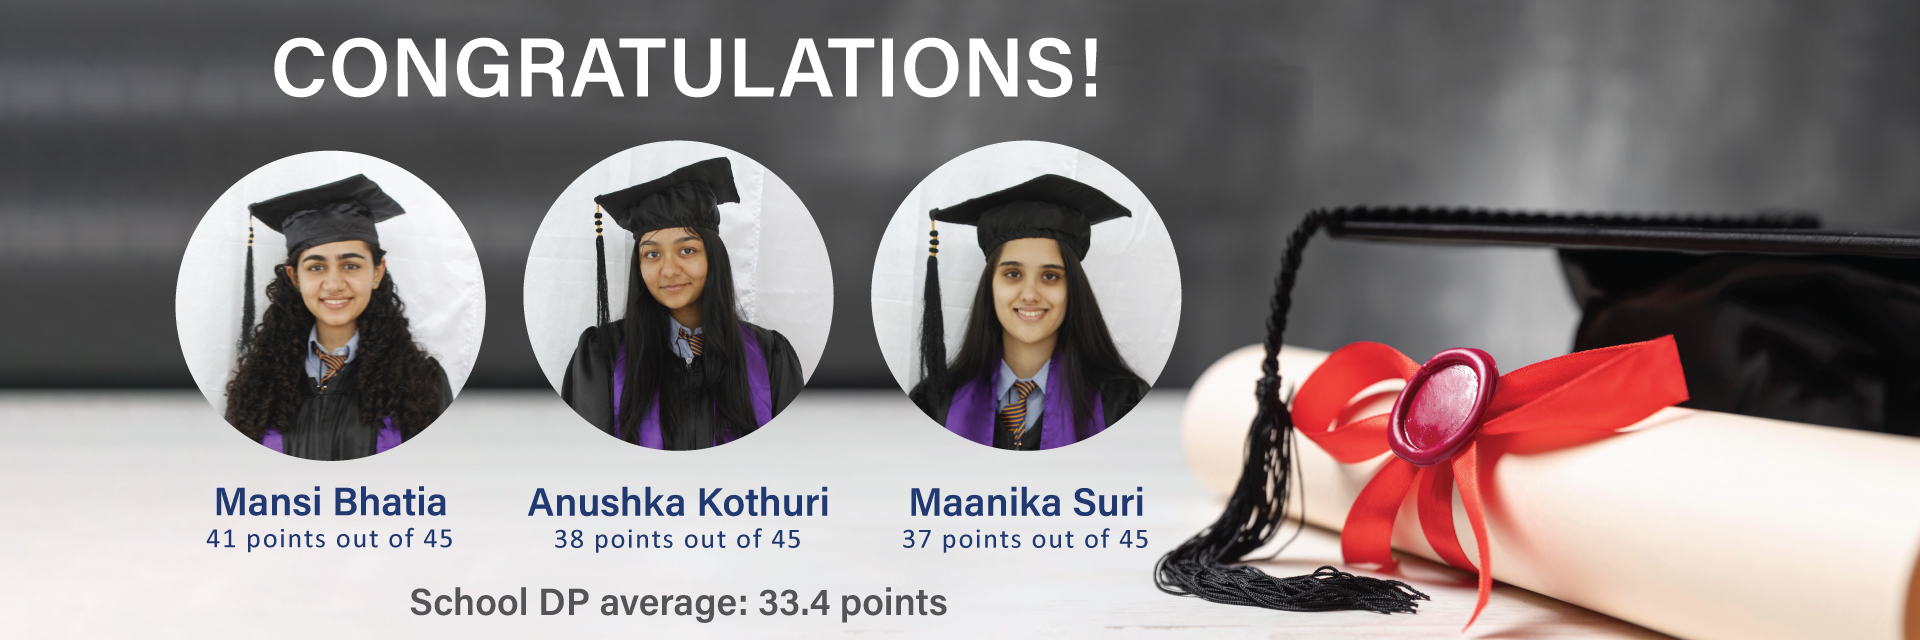 CONGRATULATIONS!
Mansi Bhatia
41 points out of 45
Anushka Kothuri
38 points out of 45
Maanika Suri
37 points out of 45
School DP average: 33.4 points